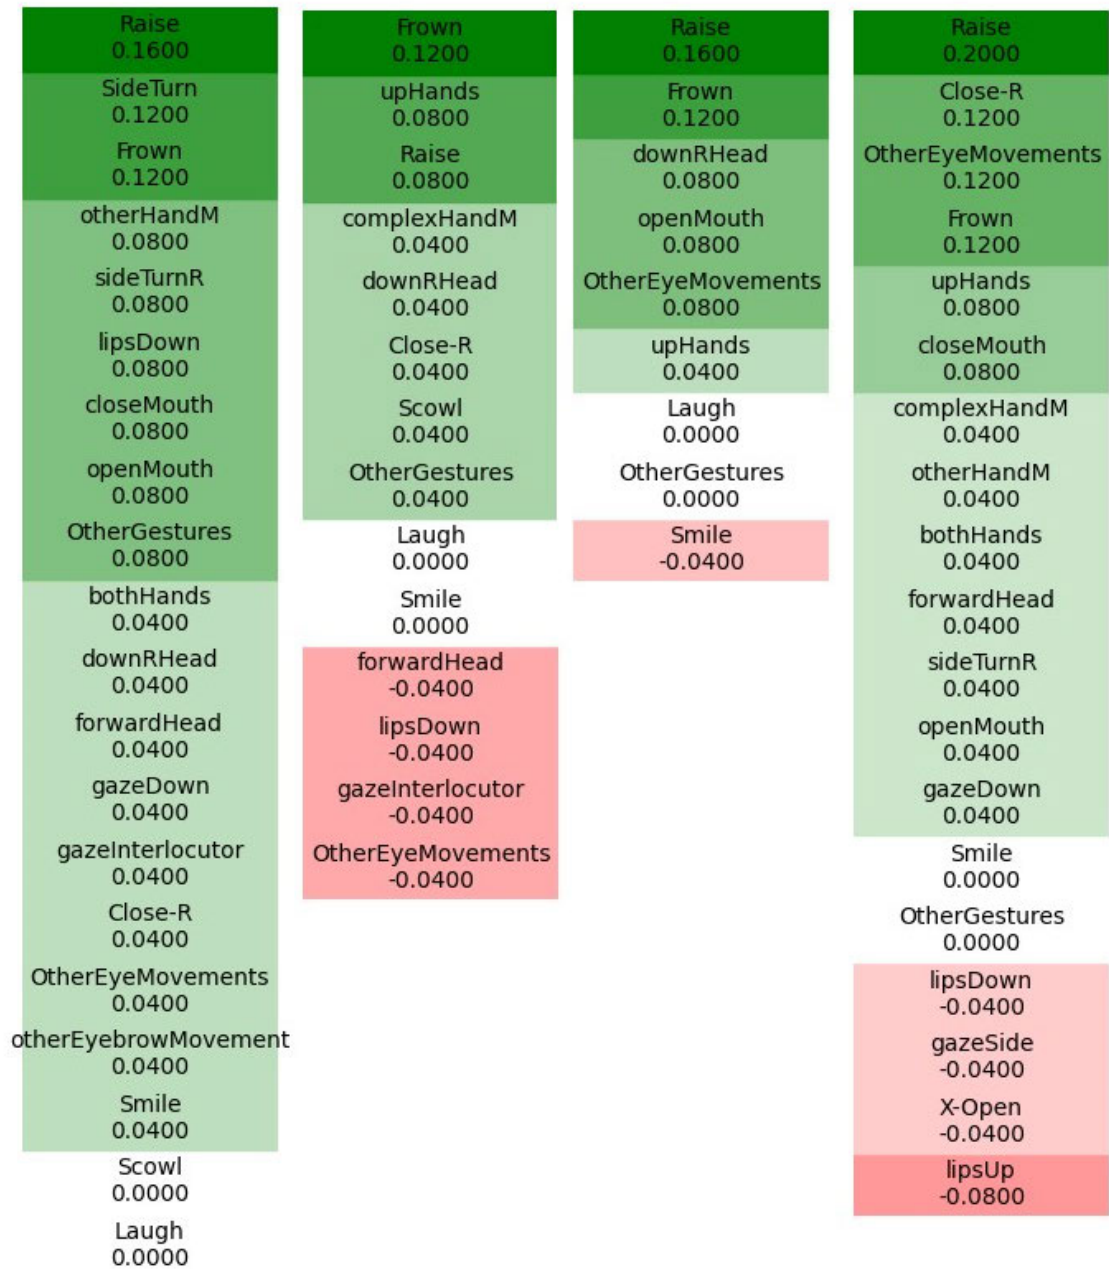 Raise
0.1600
SideTurn
0.1200
Frown
0.1200
otherHandM
0.0800
sideTurnR
0.0800
lipsDown
0.0800
closeMouth
0.0800
openMouth
0.0800
OtherGestures
0.0800
bothHands
0.0400
downRHead
0.0400
forwardHead
0.0400
gazeDown
0.0400
gazeInterlocutor
0.0400
Close-R
0.0400
OtherEyeMovements
0.0400
otherEyebrowMovement
0.0400
Smile
0.0400
Scowl
0.0000
Laugh
0.0000
Frown
0.1200
upHands
0.0800
Raise
0.0800
complexHandM
0.0400
downRHead
0.0400
Close-R
0.0400
Scowl
0.0400
OtherGestures
0.0400
Laugh
0.0000
Smile
0.0000
forwardHead
-0.0400
lipsDown
-0.0400
gazeInterlocutor
-0.0400
OtherEyeMovements
-0.0400
Raise
0.1600
Frown
0.1200
downRHead
0.0800
openMouth
0.0800
OtherEyeMovements
0.0800
upHands
0.0400
Laugh
0.0000
OtherGestures
0.0000
Smile
-0.0400
Raise
0.2000
Close-R
0.1200
OtherEyeMovements
0.1200
Frown
0.1200
upHands
0.0800
closeMouth
0.0800
complexHandM
0.0400
otherHandM
0.0400
bothHands
0.0400
forwardHead
0.0400
sideTurnR
0.0400
openMouth
0.0400
gazeDown
0.0400
Smile
0.0000
OtherGestures
0.0000
lipsDown
-0.0400
gazeSide
-0.0400
X-Open
-0.0400
lipsUp
-0.0800